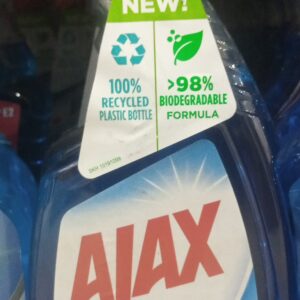 NEW!
100%
RECYCLED
PLASTIC BOTTLE
>98%
BIODEGRADABLE
FORMULA
AJAX